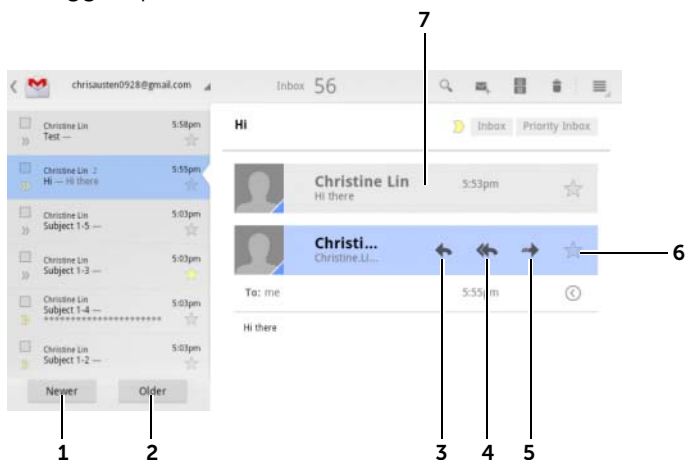 7
chrisausten0928@gmail.com
Inbox 56
Christine Lin 5:58pm
Test —
Christine Lin 2 5:55pm
Hi — Hi there
Christine Lin 5:03pm
Subject 1-5 —
Christine Lin 5:03pm
Subject 1-3 —
Christine Lin 5:03pm
Subject 1-4 —
***********************
Christine Lin 5:03pm
Subject 1-2 —
Newer Older
Hi Inbox Priority Inbox
Christine Lin 5:53pm
Hi there
Christi...
Christine.Li...
6
To: me 5:55pm
Hi there
1 2 3 4 5